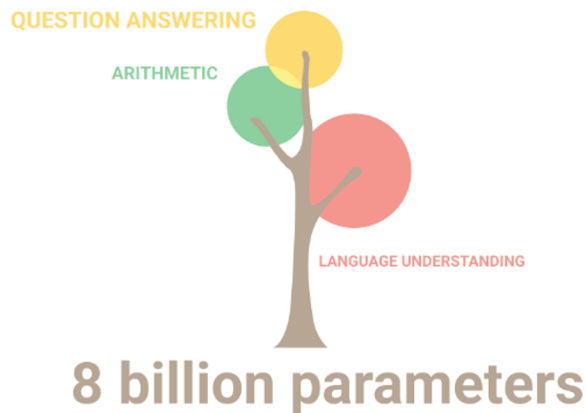 QUESTION ANSWERING
ARITHMETIC
LANGUAGE UNDERSTANDING
8 billion parameters